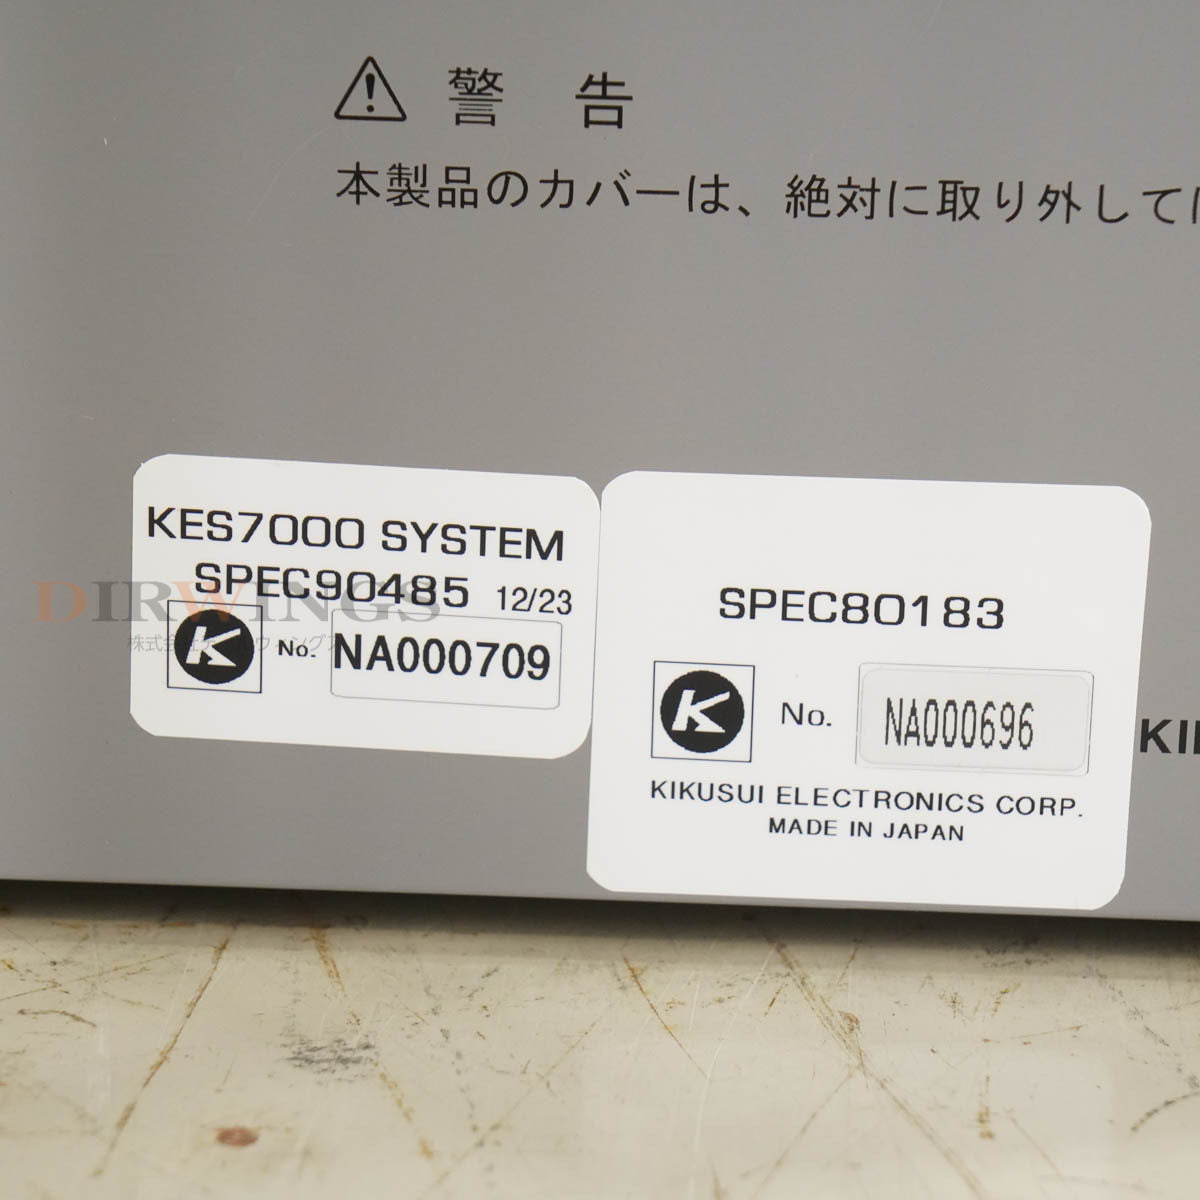 警 告
本製品のカバーは、絶対に取り外して
KES7000 SYSTEM
SPEC90485 12/23
No. NA000709
DIRWINGS
SPEC80183
No. NA000696
KIKUSUI ELECTRONICS CORP.
MADE IN JAPAN
KI